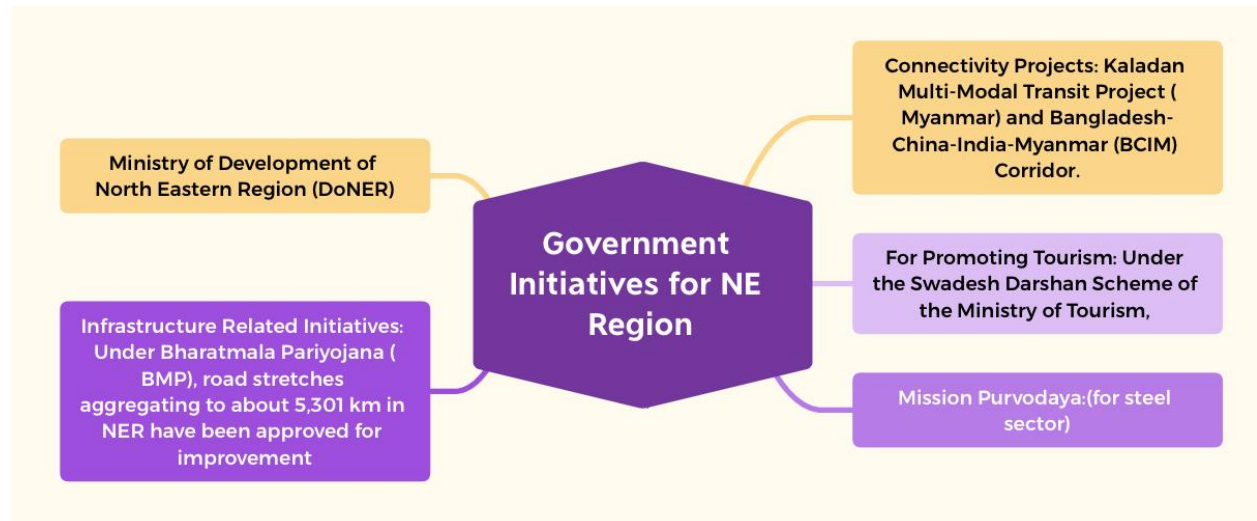 Government
Initiatives for NE
Region
Ministry of Development of
North Eastern Region (DoNER)
Infrastructure Related Initiatives:
Under Bharatmala Pariyojana (
BMP), road stretches
aggregating to about 5,301 km in
NER have been approved for
improvement
Connectivity Projects: Kaladan
Multi-Modal Transit Project (
Myanmar) and Bangladesh-
China-India-Myanmar (BCIM)
Corridor.
For Promoting Tourism: Under
the Swadesh Darshan Scheme of
the Ministry of Tourism,
Mission Purvodaya:(for steel
sector)